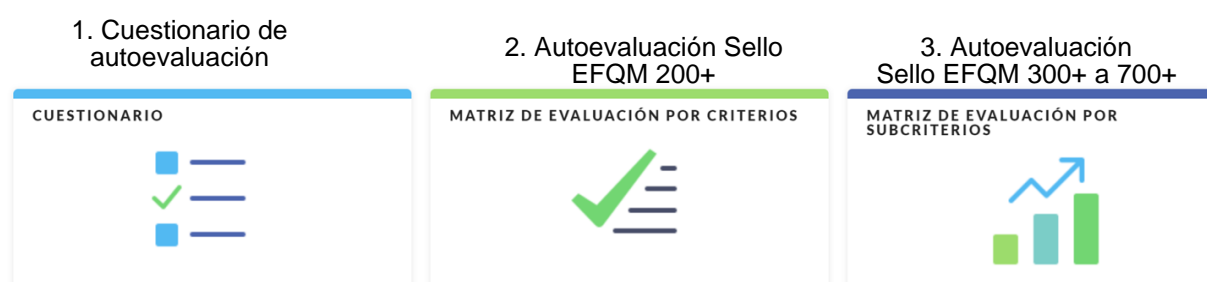 1. Cuestionario de
autoevaluación
CUESTIONARIO
2. Autoevaluación Sello
EFQM 200+
MATRIZ DE EVALUACIÓN POR CRITERIOS
3. Autoevaluación
Sello EFQM 300+ a 700+
MATRIZ DE EVALUACIÓN POR
SUBCRITERIOS